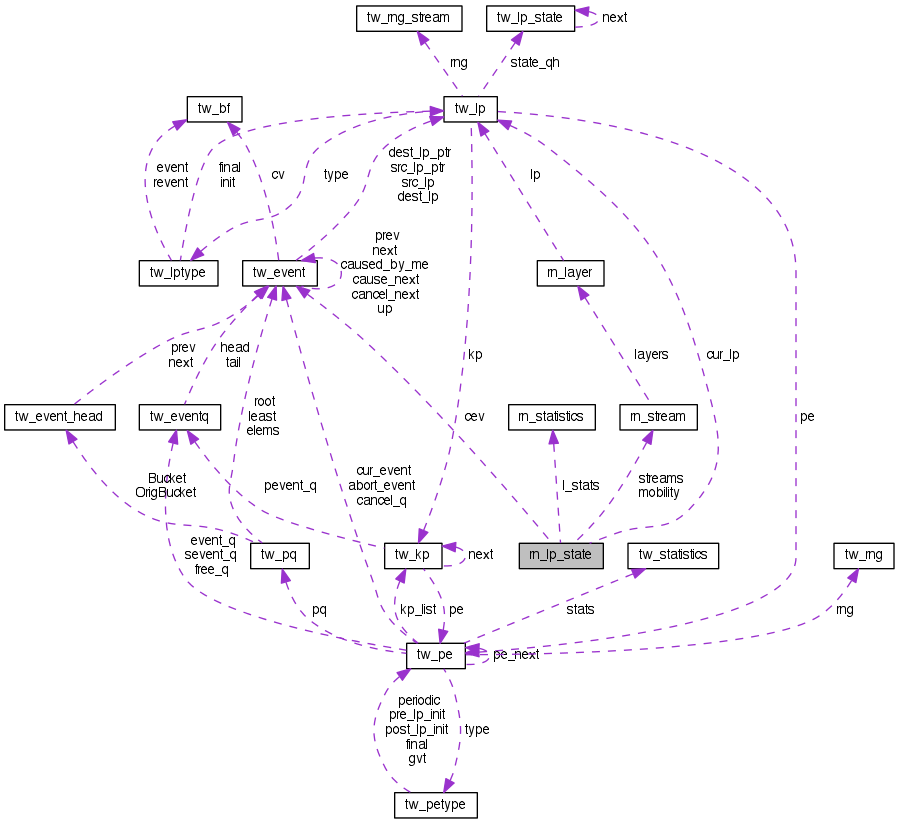 tw_rng_stream
tw_lp_state
next
rng
state_qh
tw_bf
tw_lp
event
revent
final
init
cv
type
dest_lp_ptr
src_lp_ptr
src_lp
dest_lp
lp
prev
next
caused_by_me
cause_next
cancel_next
up
tw_lptype
tw_event
rn_layer
prev
next
head
tail
kp
layers
cur_lp
root
least
elems
tw_event_head
tw_eventq
cev
rn_statistics
rn_stream
pe
Bucket
OrigBucket
pevent_q
cur_event
abort_event
cancel_q
l_stats
streams
mobility
event_q
sevent_q
free_q
tw_pq
tw_kp
next
rn_lp_state
tw_statistics
tw_rng
pq
kp_list
pe
stats
rng
tw_pe
pe_next
periodic
pre_lp_init
post_lp_init
final
gvt
type
tw_petype